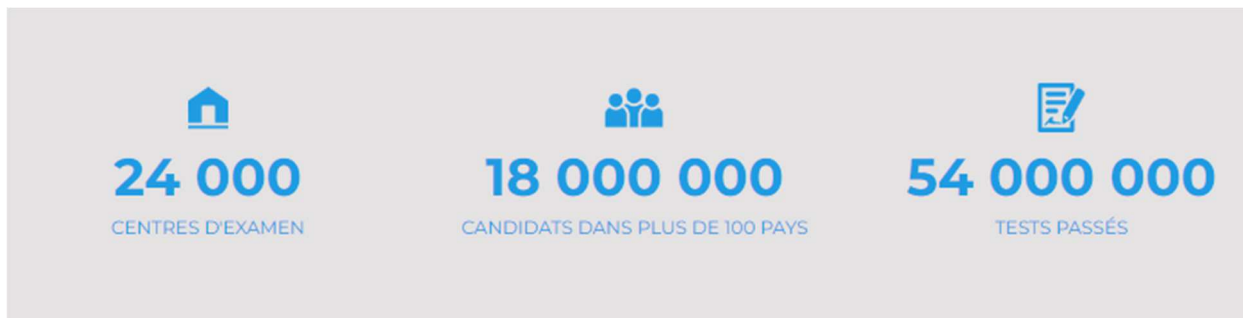 24 000
CENTRES D'EXAMEN
18 000 000
CANDIDATS DANS PLUS DE 100 PAYS
54 000 000
TESTS PASSÉS